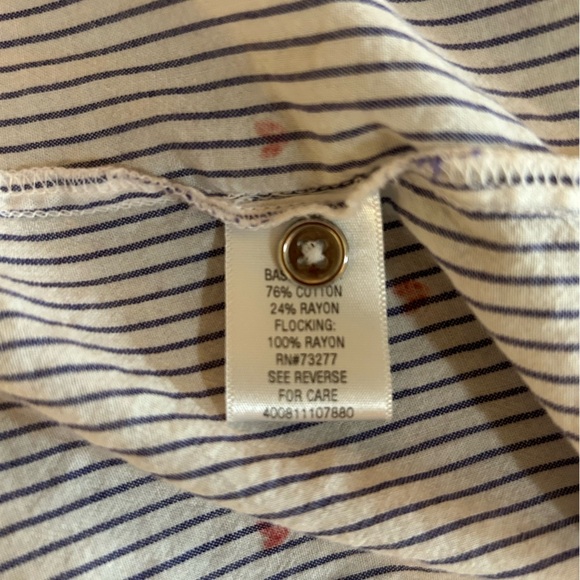 76% COTTON
24% RAYON
FLOCKING:
100% RAYON
RN#73277
SEE REVERSE
FOR CARE
400811107880